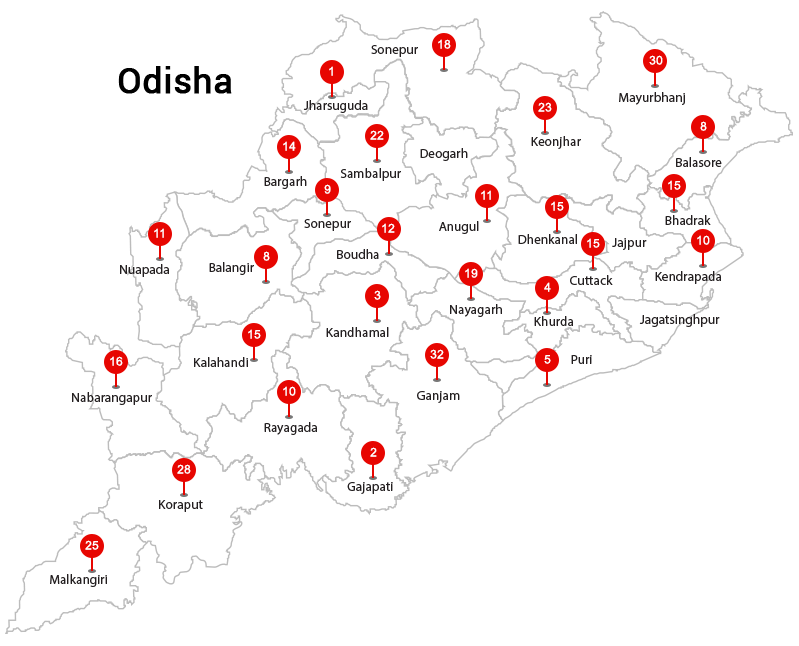 Odisha
Sonepur
18
1
Jharsuguda
30
Mayurbhanj
23
Keonjhar
8
Balasore
22
Sambalpur
Deogarh
14
Bargarh
9
Sonepur
15
Bhadrak
11
Anugul
15
Dhenkanal
15
Jajpur
Cuttack
10
Kendrapada
12
Boudha
11
Nuapada
8
Balangir
19
Nayagarh
3
Kandhamal
4
Khurda
Jagatsinghpur
15
Kalahandi
5
Puri
32
Ganjam
16
Nabarangapur
10
Rayagada
2
Gajapati
28
Koraput
25
Malkangiri